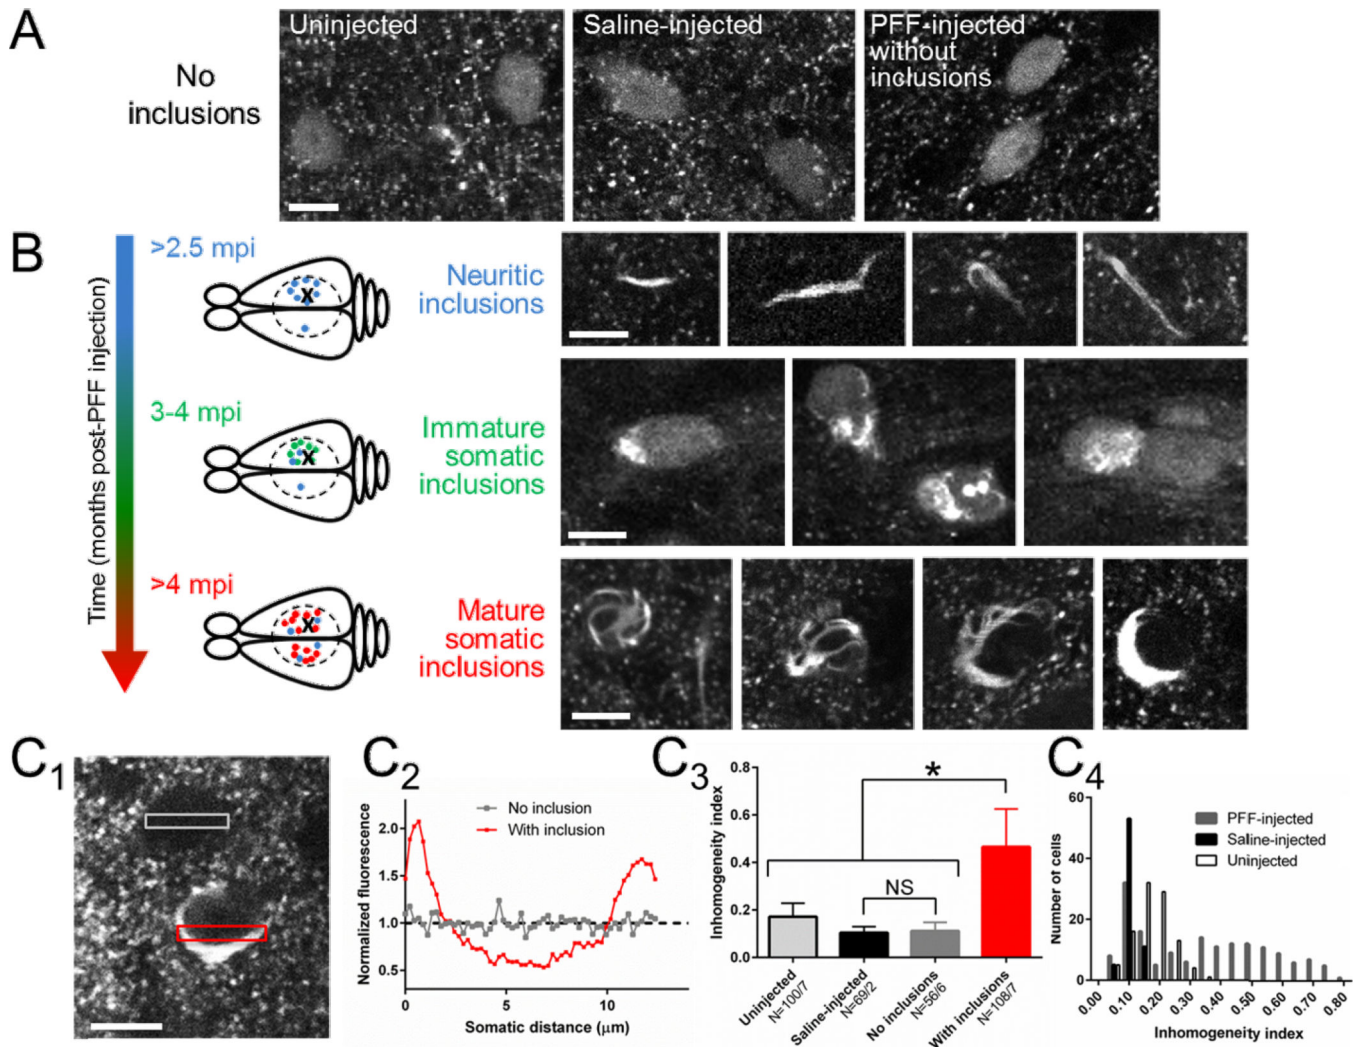 A
No
inclusions
Uninjected
Saline-injected
PFF-injected
without
inclusions
B
Time (months post-PFF injection)
>2.5 mpi
X
Neuritic
inclusions
3-4 mpi
X
Immature
somatic
inclusions
>4 mpi
X
Mature
somatic
inclusions
C1
C2
Normalized fluorescence
2.0
1.5
1.0
0.5
No inclusion
With inclusion
0
5
10
Somatic distance (μm)
C3
Inhomogeneity index
0.8
0.6
0.4
0.2
0.0
*
NS
Uninjected
N=100/7
Saline-injected
N=69/2
No inclusions
N=56/6
With inclusions
N=108/7
C4
Number of cells
60
40
20
0
PFF-injected
Saline-injected
Uninjected
0.00
0.10
0.20
0.30
0.40
0.50
0.60
0.70
0.80
Inhomogeneity index